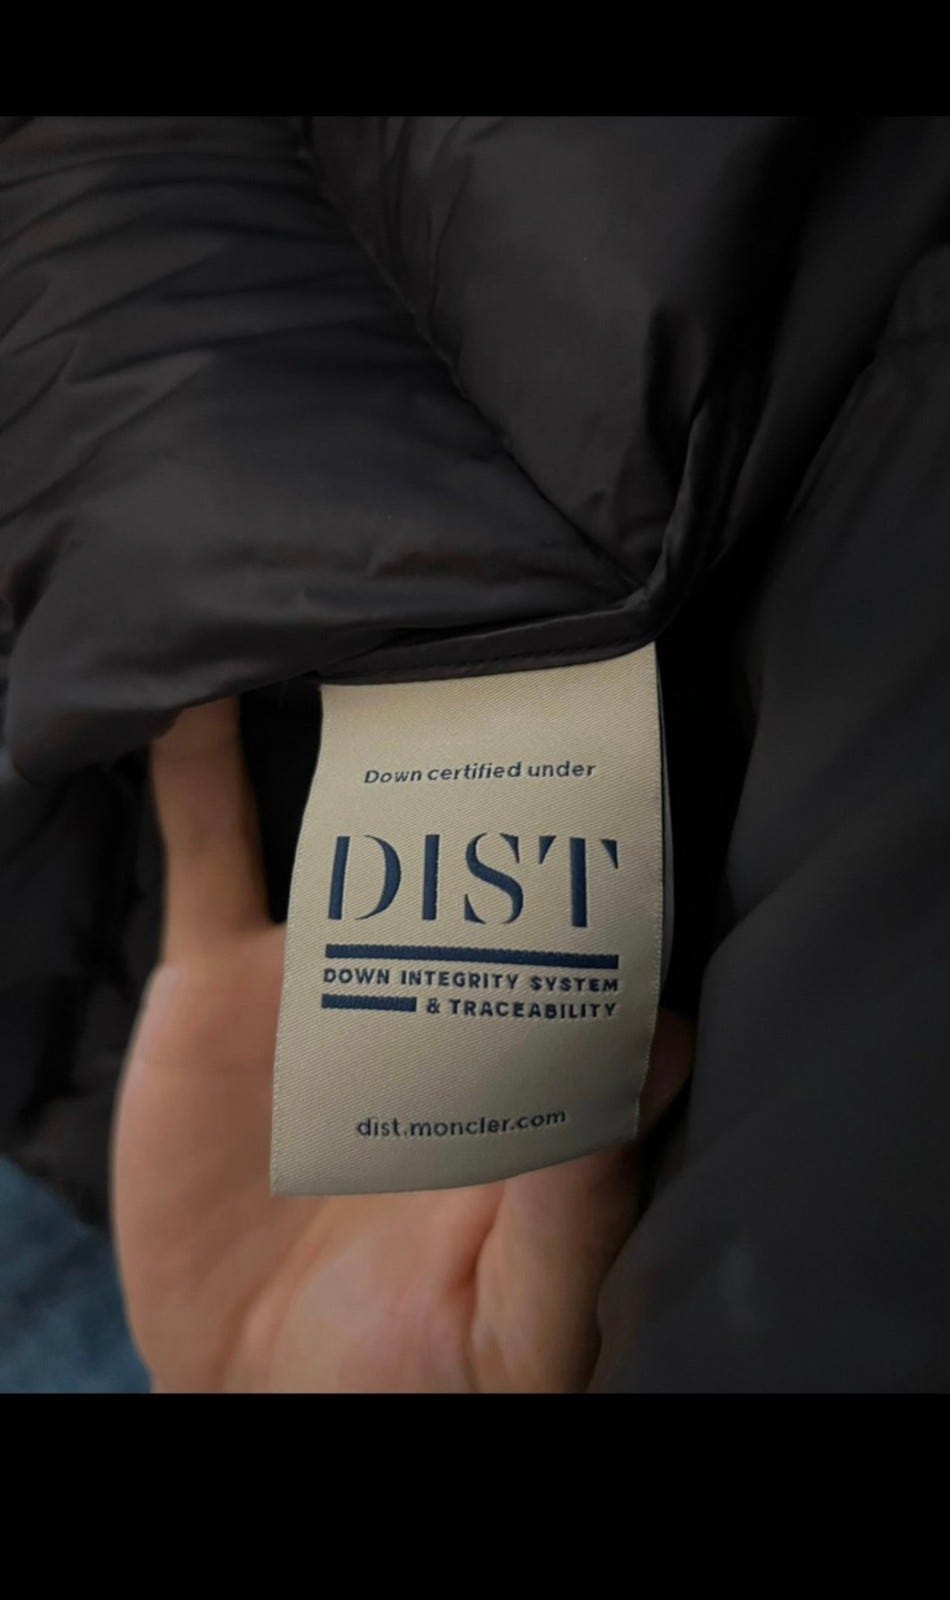 Down certified under
DIST
DOWN INTEGRITY SYSTEM
& TRACEABILITY
dist.moncler.com